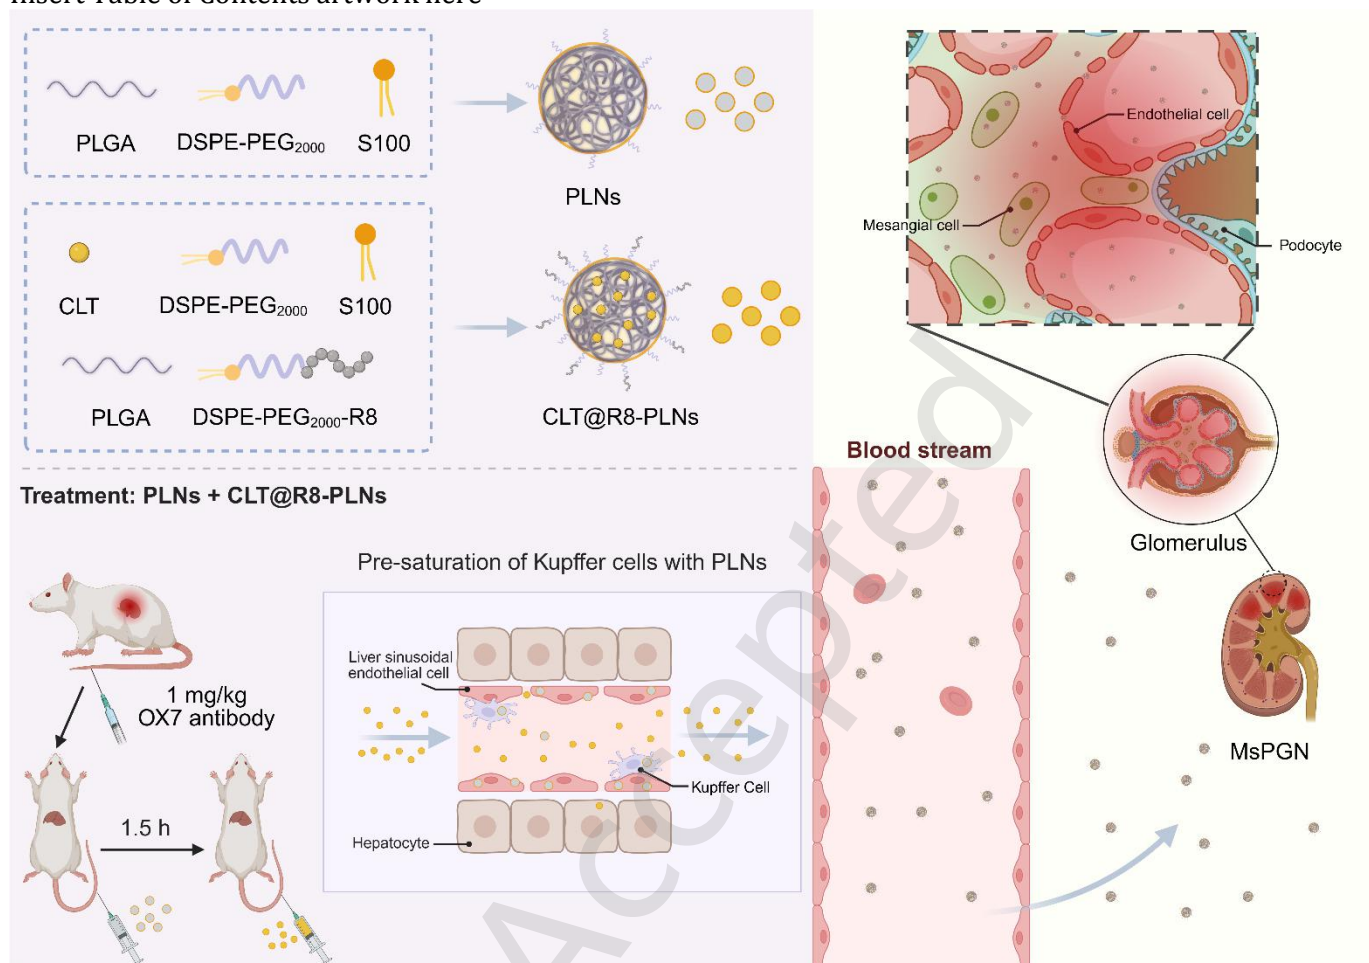 Insert Table of Contents artwork here
PLGA
DSPE-PEG2000
S100
PLNs
CLT
DSPE-PEG2000
S100
PLGA
DSPE-PEG2000-R8
CLT@R8-PLNs
Treatment: PLNs + CLT@R8-PLNs
1 mg/kg
OX7 antibody
1.5 h
Pre-saturation of Kupffer cells with PLNs
Liver sinusoidal
endothelial cell
Kupffer Cell
Hepatocyte
Blood stream
Endothelial cell
Mesangial cell
Podocyte
Glomerulus
MsPGN
Accepted